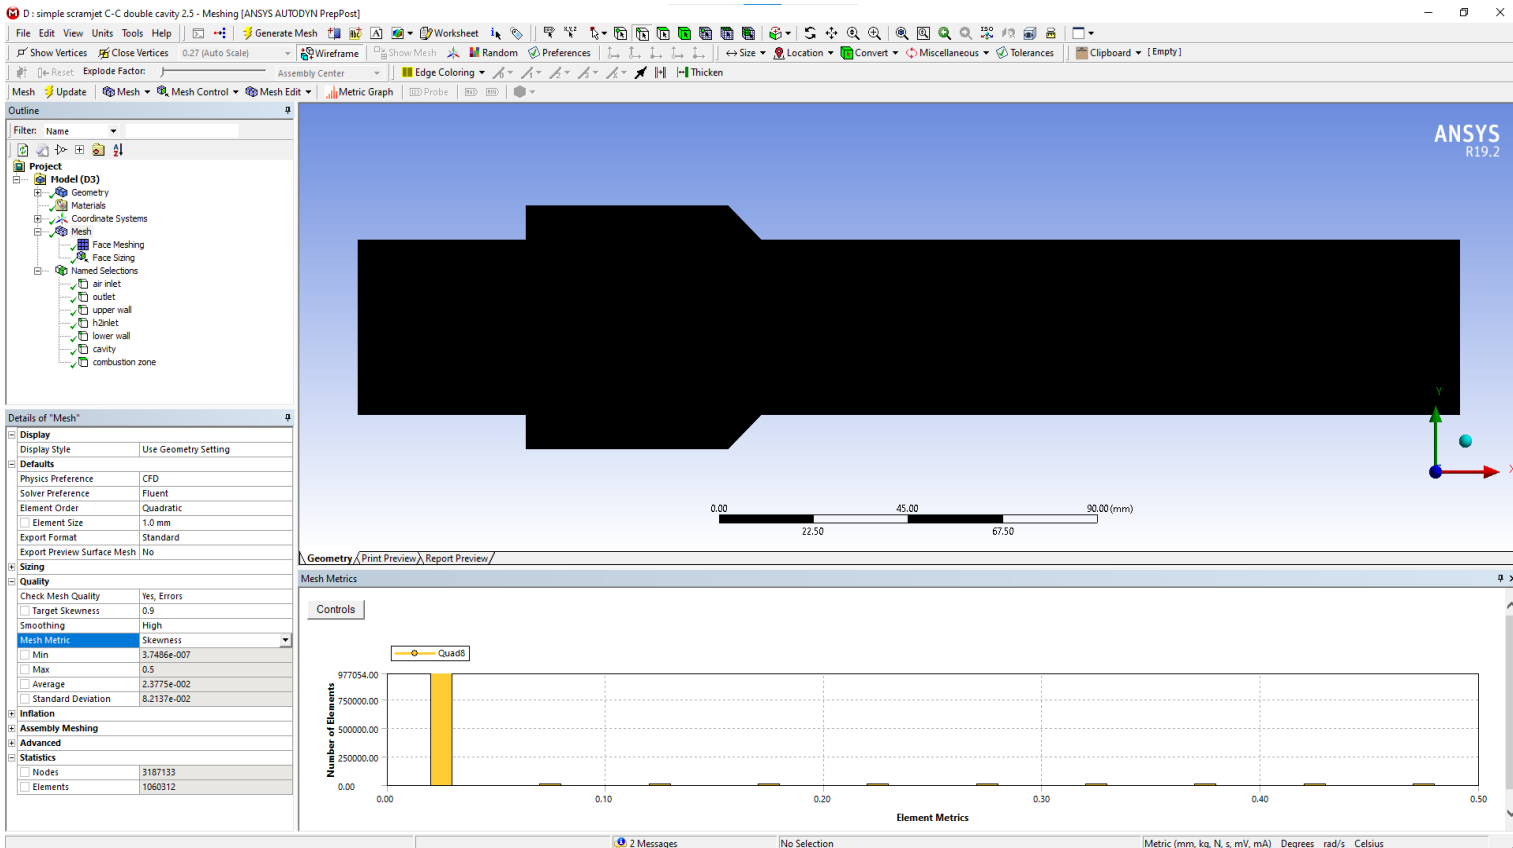 D : simple scramjet C-C double cavity 2.5 - Meshing [ANSYS AUTODYN PrepPost]
File Edit View Units Tools Help Generate Mesh Worksheet
Show Vertices Close Vertices 0.27 (Auto Scale) Wireframe Show Mesh Random Preferences Size Location Convert Miscellaneous Tolerances Clipboard [Empty]
Reset Explode Factor: Assembly Center Edge Coloring Thicken
Mesh Update Mesh Mesh Control Mesh Edit Metric Graph Probe
Outline
Filter: Name
Project
Model (D3)
Geometry
Materials
Coordinate Systems
Mesh
Face Meshing
Face Sizing
Named Selections
air inlet
outlet
upper wall
h2inlet
lower wall
cavity
combustion zone
ANSYS
R19.2
Y
X
0.00 45.00 90.00 (mm)
22.50 67.50
Geometry Print Preview Report Preview
Details of "Mesh"
Display
Display Style Use Geometry Setting
Defaults
Physics Preference CFD
Solver Preference Fluent
Element Order Quadratic
Element Size 1.0 mm
Export Format Standard
Export Preview Surface Mesh No
Sizing
Quality
Check Mesh Quality Yes, Errors
Target Skewness 0.9
Smoothing High
Mesh Metric Skewness
Min 3.7486e-007
Max 0.5
Average 2.3775e-002
Standard Deviation 8.2137e-002
Inflation
Assembly Meshing
Advanced
Statistics
Nodes 3187133
Elements 1060312
Mesh Metrics
Controls
Quad8
Number of Elements
977054.00
750000.00
500000.00
250000.00
0.00
0.00 0.10 0.20 0.30 0.40 0.50
Element Metrics
2 Messages No Selection Metric (mm, kg, N, s, mV, mA) Degrees rad/s Celsius